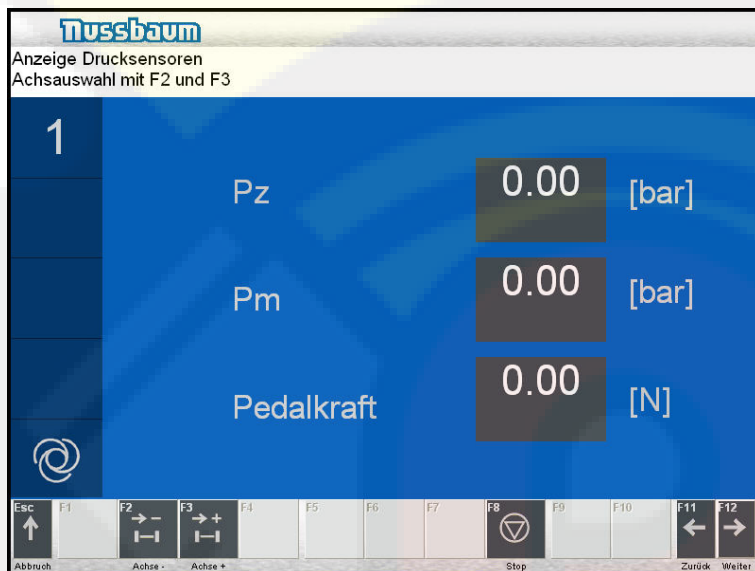 Nussbaum
Anzeige Drucksensoren
Achsauswahl mit F2 und F3
1
Pz 0.00 [bar]
Pm 0.00 [bar]
Pedalkraft 0.00 [N]
Esc F1 F2 F3 F4 F5 F6 F7 F8 F9 F10 F11 F12
Abbruch Achse - Achse + Stop Zurück Weiter